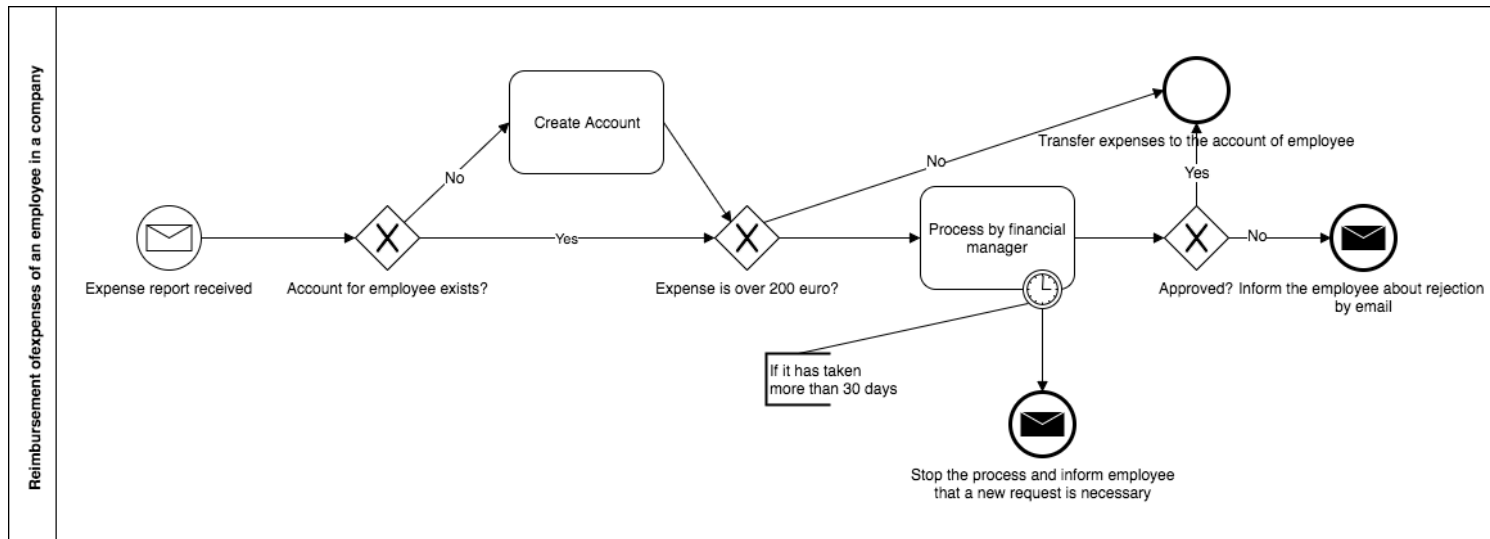 Reimbursement ofexpenses of an employee in a company
Create Account
Transfer expenses to the account of employee
No
No
Yes
Process by financial
manager
Yes
No
Expense report received
Account for employee exists?
Expense is over 200 euro?
Approved?
Inform the employee about rejection
by email
If it has taken
more than 30 days
Stop the process and inform employee
that a new request is necessary